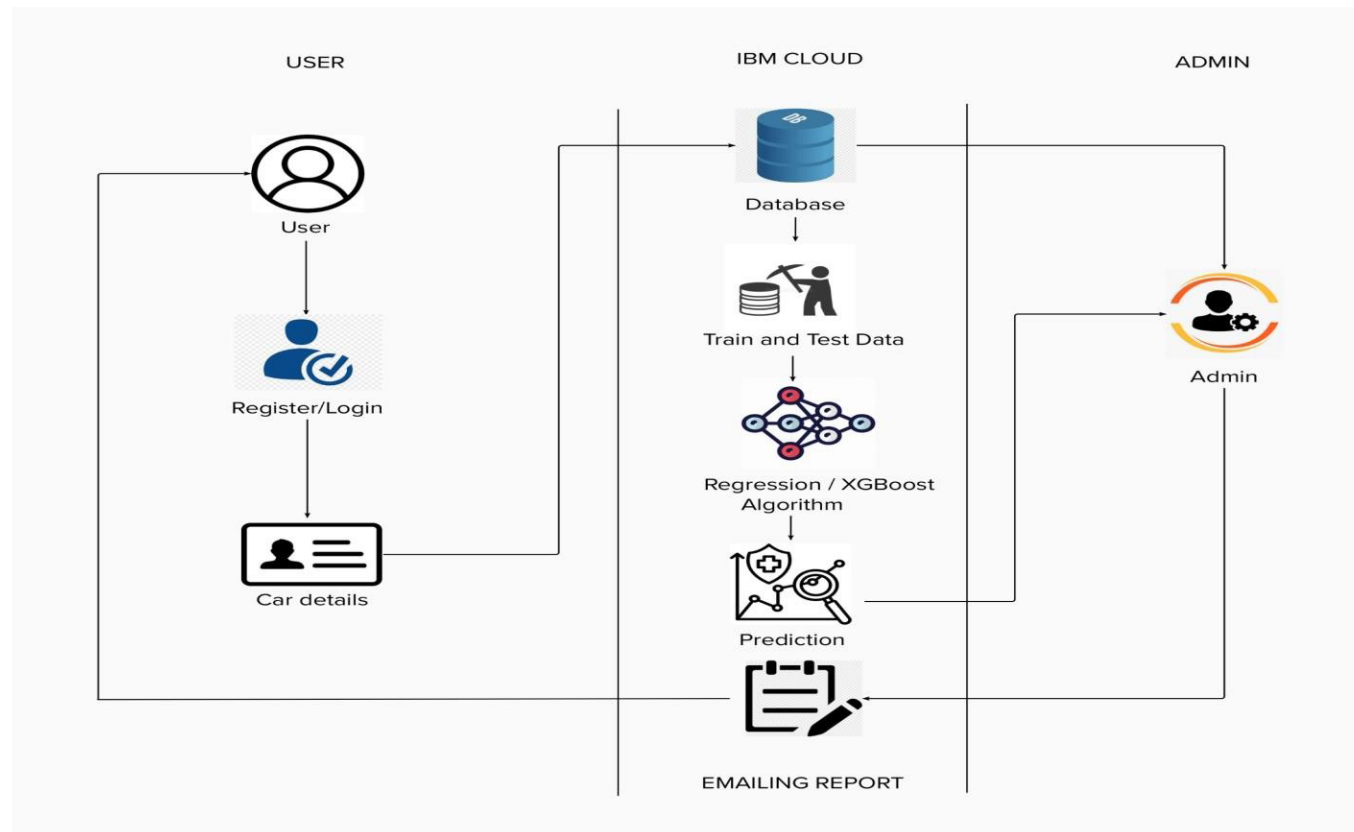 USER
IBM CLOUD
ADMIN
DB
User
Database
Train and Test Data
Register/Login
Admin
Regression / XGBoost
Algorithm
Car details
Prediction
EMAILING REPORT